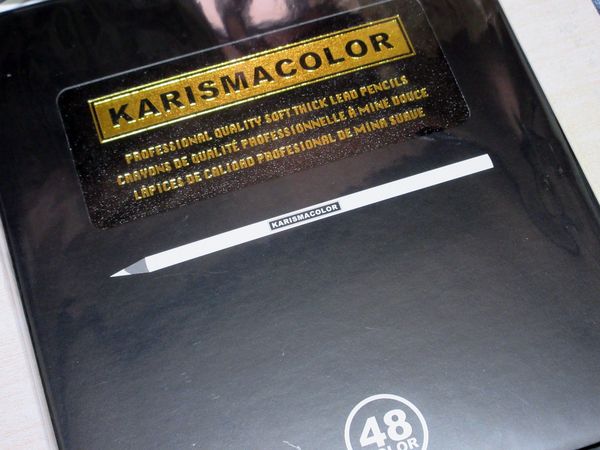 KARISMACOLOR
PROFESSIONAL QUALITY SOFT THICK LEAD PENCILS
CRAYONS DE QUALITÉ PROFESSIONNELLE À MINE DOUCE
LÁPICES DE CALIDAD PROFESIONAL DE MINA SUAVE
KARISMACOLOR
48
COLOR